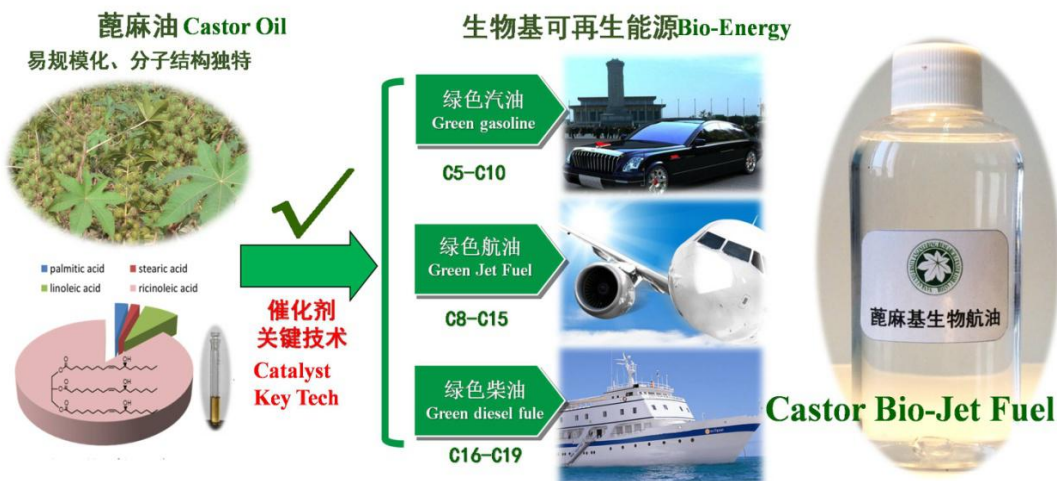 蓖麻油 Castor Oil
易规模化、分子结构独特
palmitic acid
stearic acid
linoleic acid
ricinoleic acid
催化剂
关键技术
Catalyst
Key Tech
生物基可再生能源Bio-Energy
绿色汽油
Green gasoline
C5-C10
绿色航油
Green Jet Fuel
C8-C15
绿色柴油
Green diesel fule
C16-C19
蓖麻基生物航油
Castor Bio-Jet Fuel